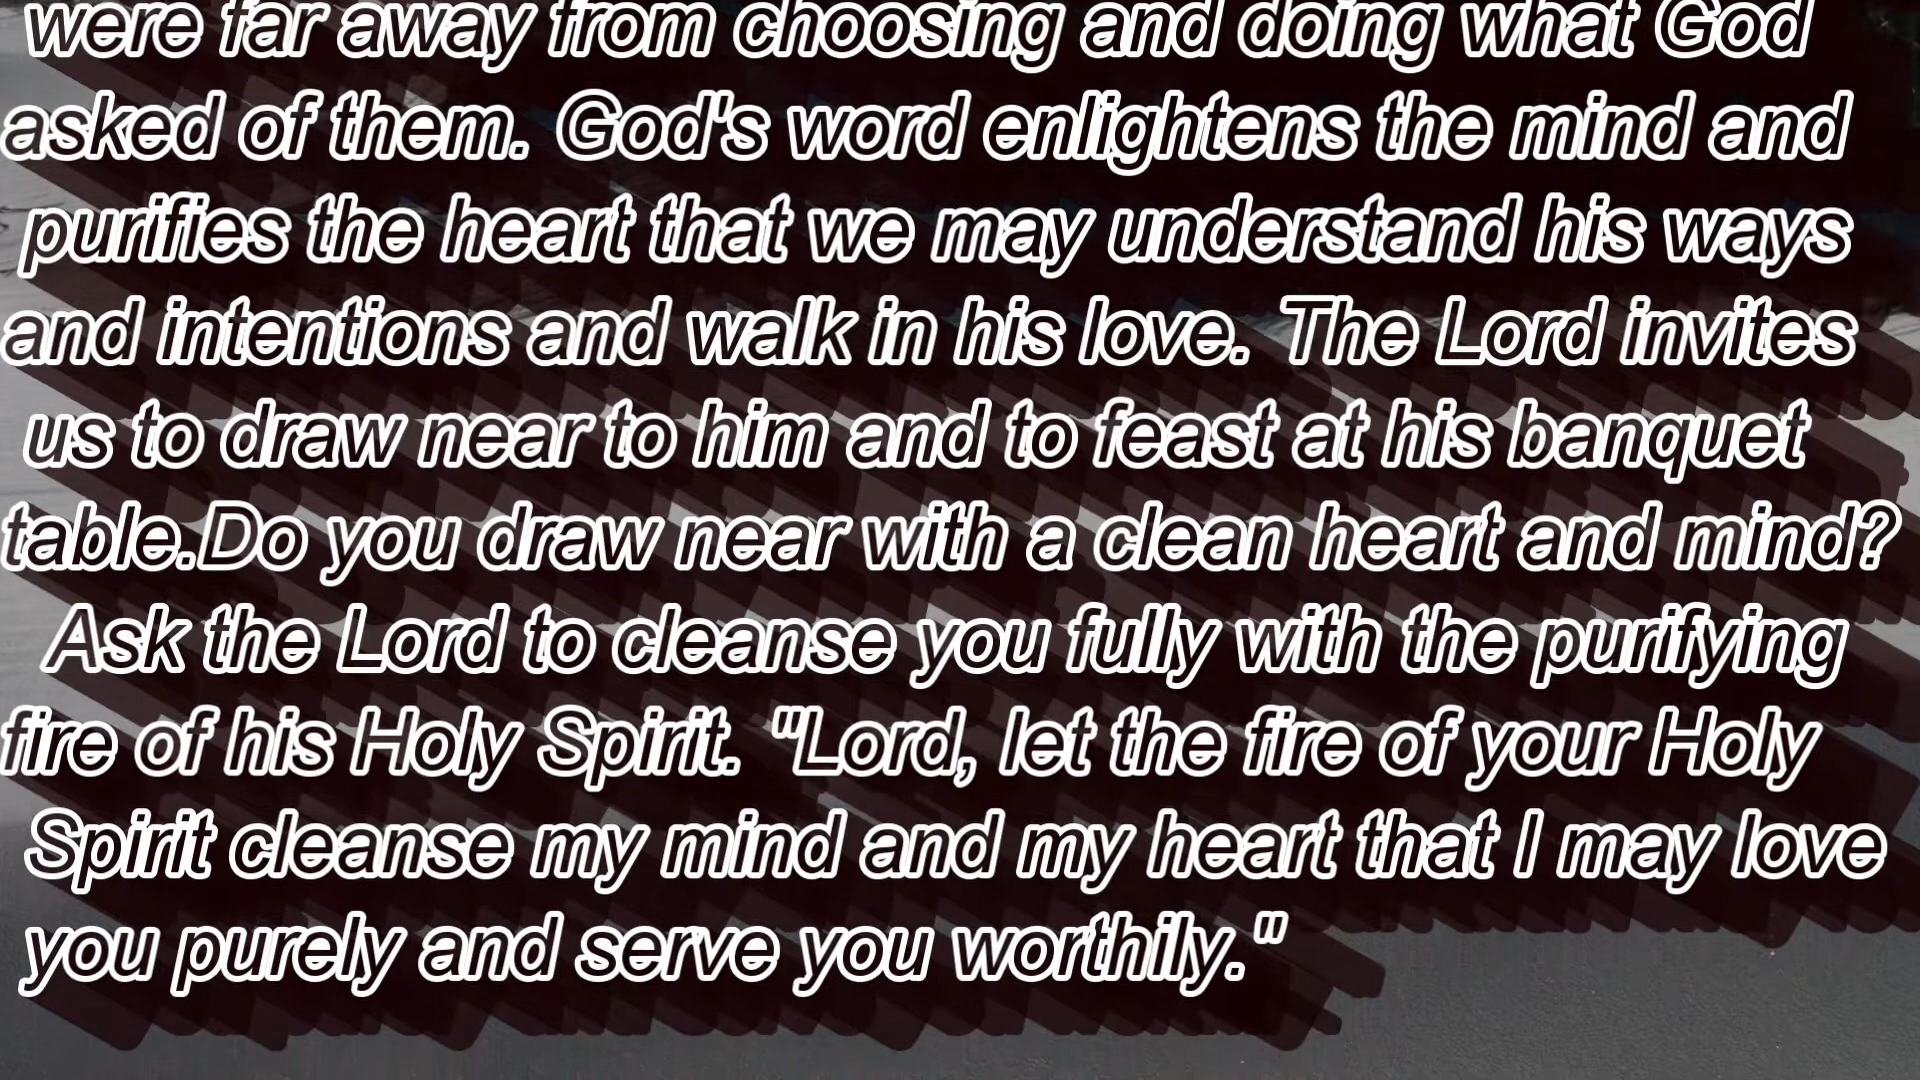 were far away from choosing and doing what God
asked of them. God's word enlightens the mind and
purifies the heart that we may understand his ways
and intentions and walk in his love. The Lord invites
us to draw near to him and to feast at his banquet
table.Do you draw near with a clean heart and mind?
Ask the Lord to cleanse you fully with the purifying
fire of his Holy Spirit. "Lord, let the fire of your Holy
Spirit cleanse my mind and my heart that I may love
you purely and serve you worthily."